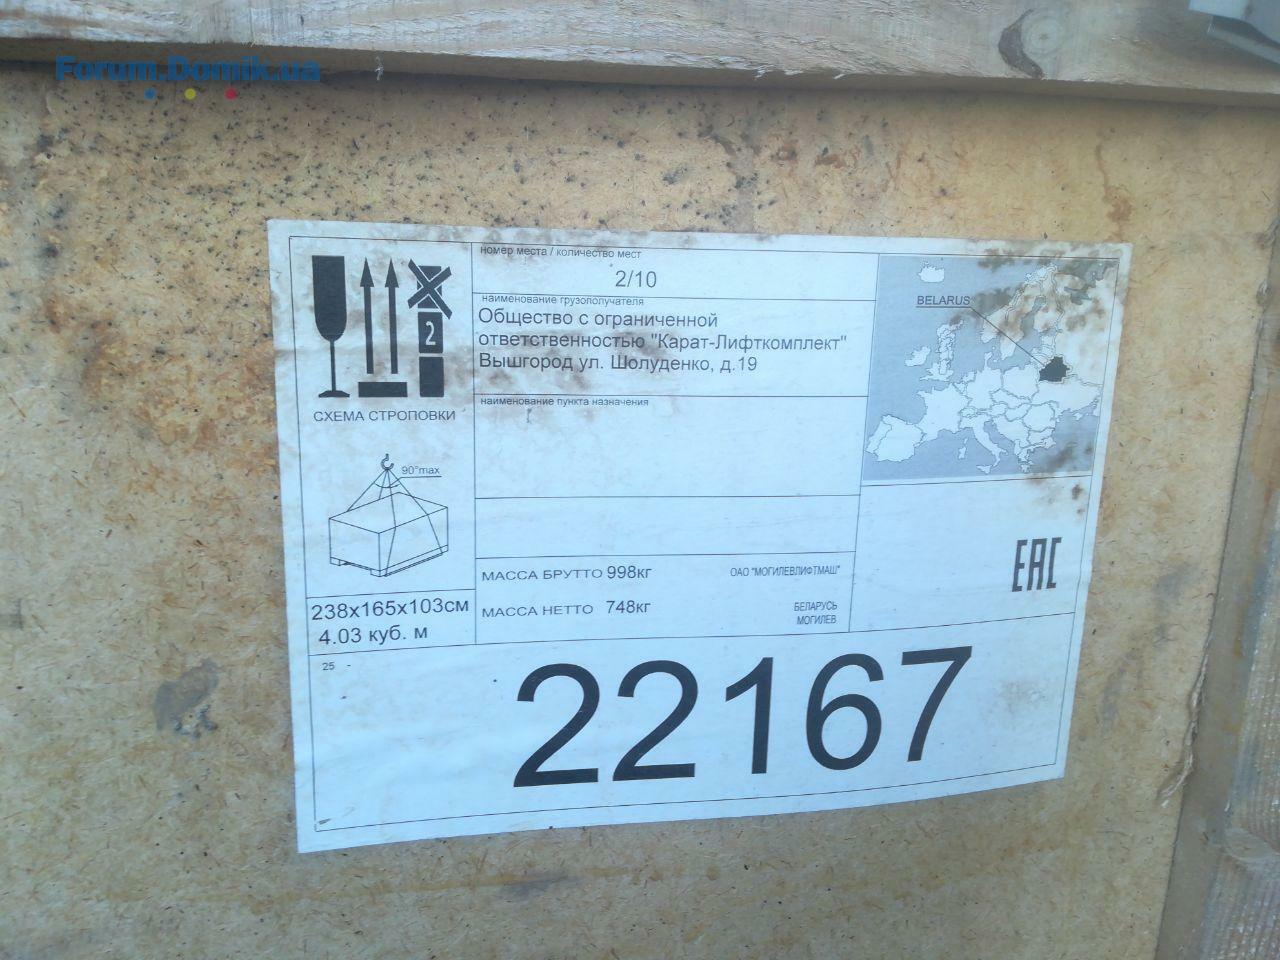 Forum.Domik.ua
номер места / количество мест
2/10
наименование грузополучателя
Общество с ограниченной
ответственностью "Карат-Лифткомплект"
Вышгород ул. Шолуденко, д.19
наименование пункта назначения
BELARUS
2
СХЕМА СТРОПОВКИ
90°max
238x165x103см
4.03 куб. м
МАССА БРУТТО 998кг
МАССА НЕТТО 748кг
ОАО "МОГИЛЕВЛИФТМАШ"
БЕЛАРУСЬ
МОГИЛЕВ
EAC
25 -
22167